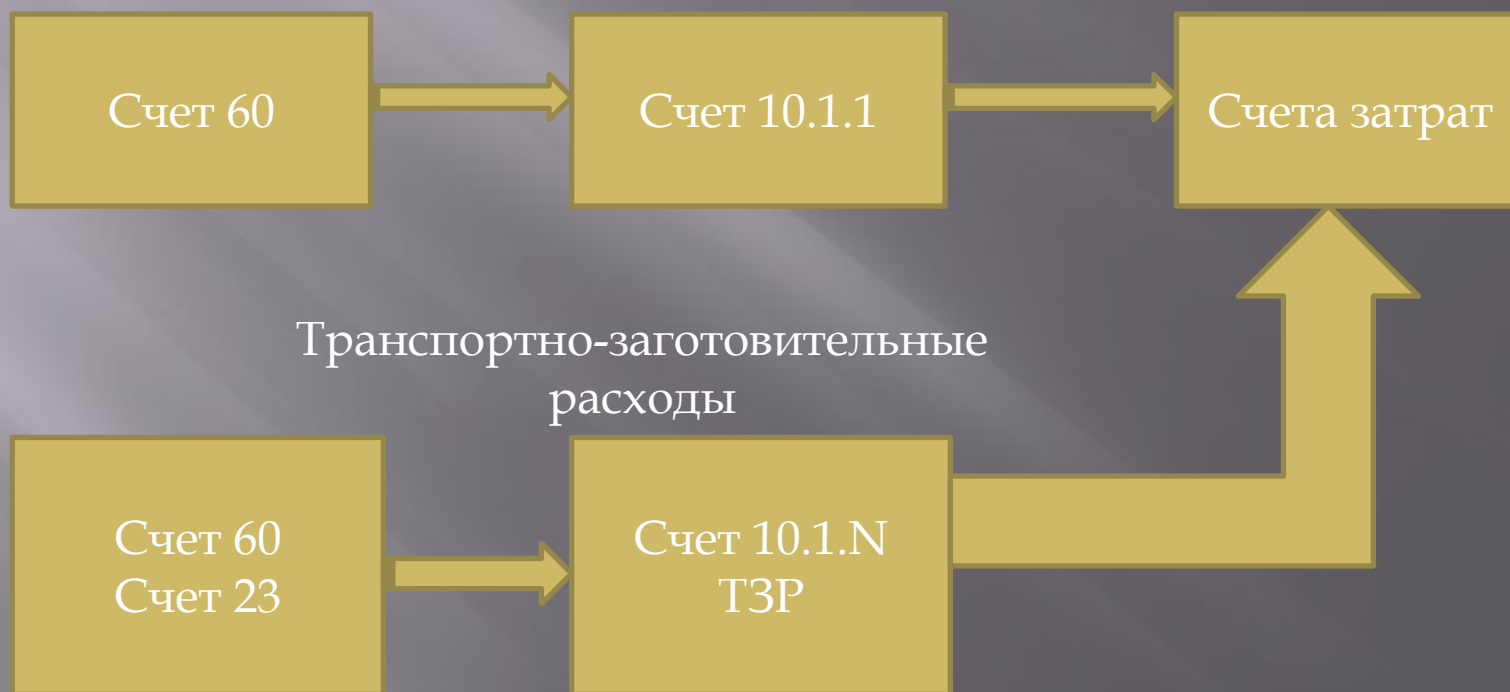 Счет 60
Счет 10.1.1
Счета затрат
Транспортно-заготовительные
расходы
Счет 60
Счет 23
Счет 10.1.N
ТЗР